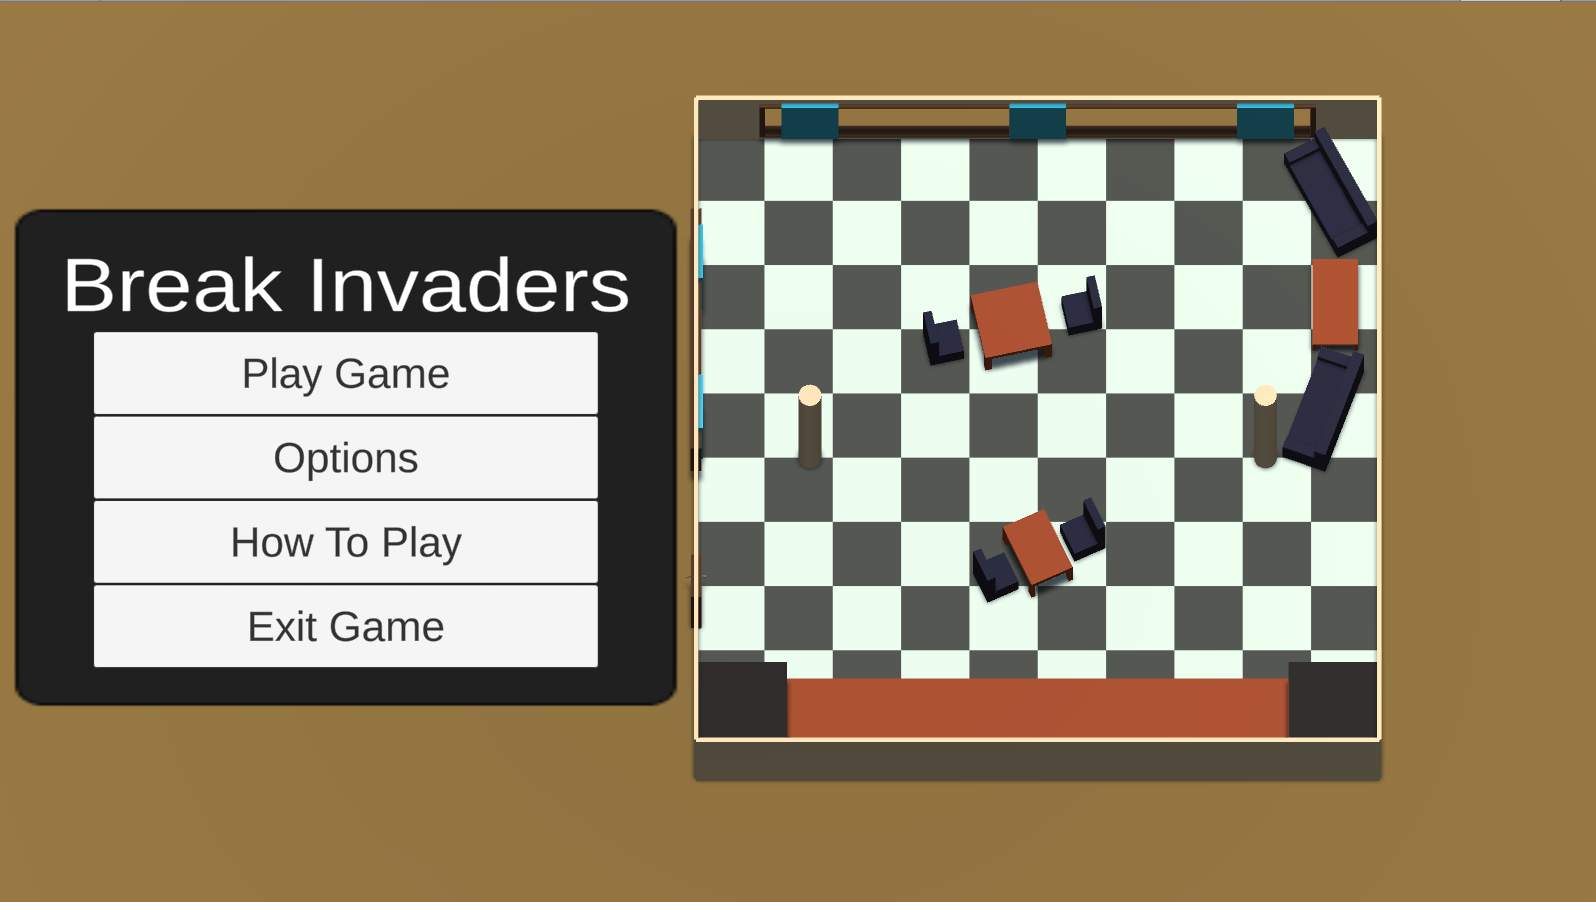 Break Invaders
Play Game
Options
How To Play
Exit Game